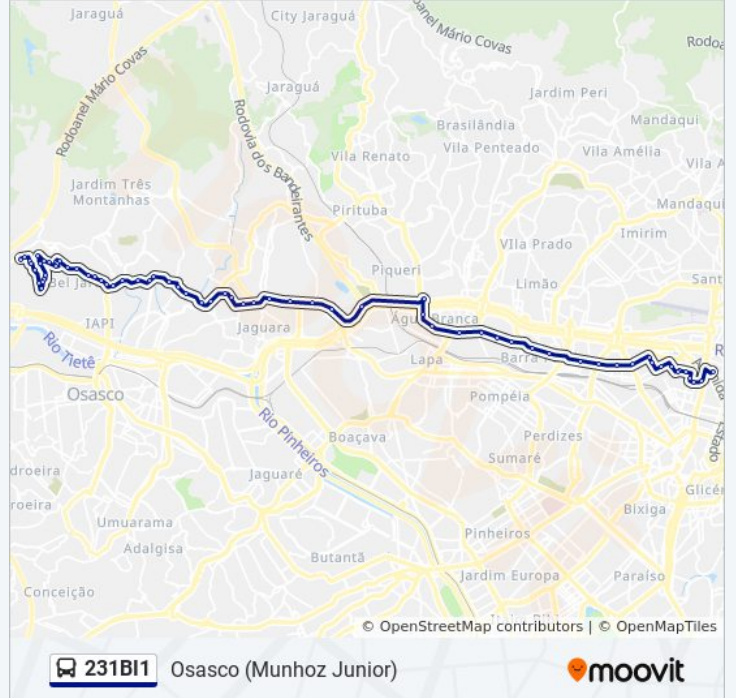 Jaraguá
City Jaraguá
Mário Covas
Rodoa
Rodoanel Mário Covas
Jaraguá
Jardim Peri
Rodovia dos Bandeirantes
Brasilândia
Mandaqui
Vila Penteado
Vila Renato
Vila Amélia
Vila A
Jardim Três
Montanhas
Pirituba
Mandaqui
Imirim
VIla Prado
Piqueri
Limão
Sant
Bel Jar
IAPI
Água Branca
Jaguara
Rio Tietê
Lapa
Barra
Osasco
Pompéia
Estado
Rio Pinheiros
Boaçava
Perdizes
Sumaré
droeira
Jaguaré
Glicér
roeira
Bixiga
Umuarama
Adalgisa
Pinheiros
Butantã
Jardim Europa
Paraíso
Conceição
© OpenStreetMap contributors | © OpenMapTiles
231BI1 Osasco (Munhoz Junior) moovit